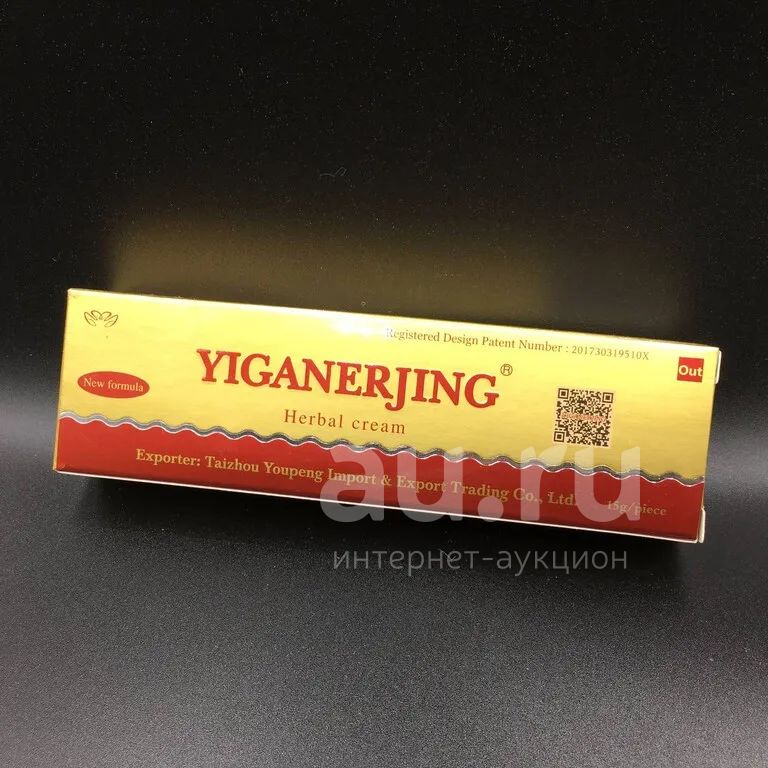 Registered Design Patent Number : 201730319510X
Out
New formula
YIGANERJING®
Herbal cream
Exporter: Taizhou Youpeng Import & Export Trading Co., Ltd.
15g/piece
au.ru
интернет-аукцион